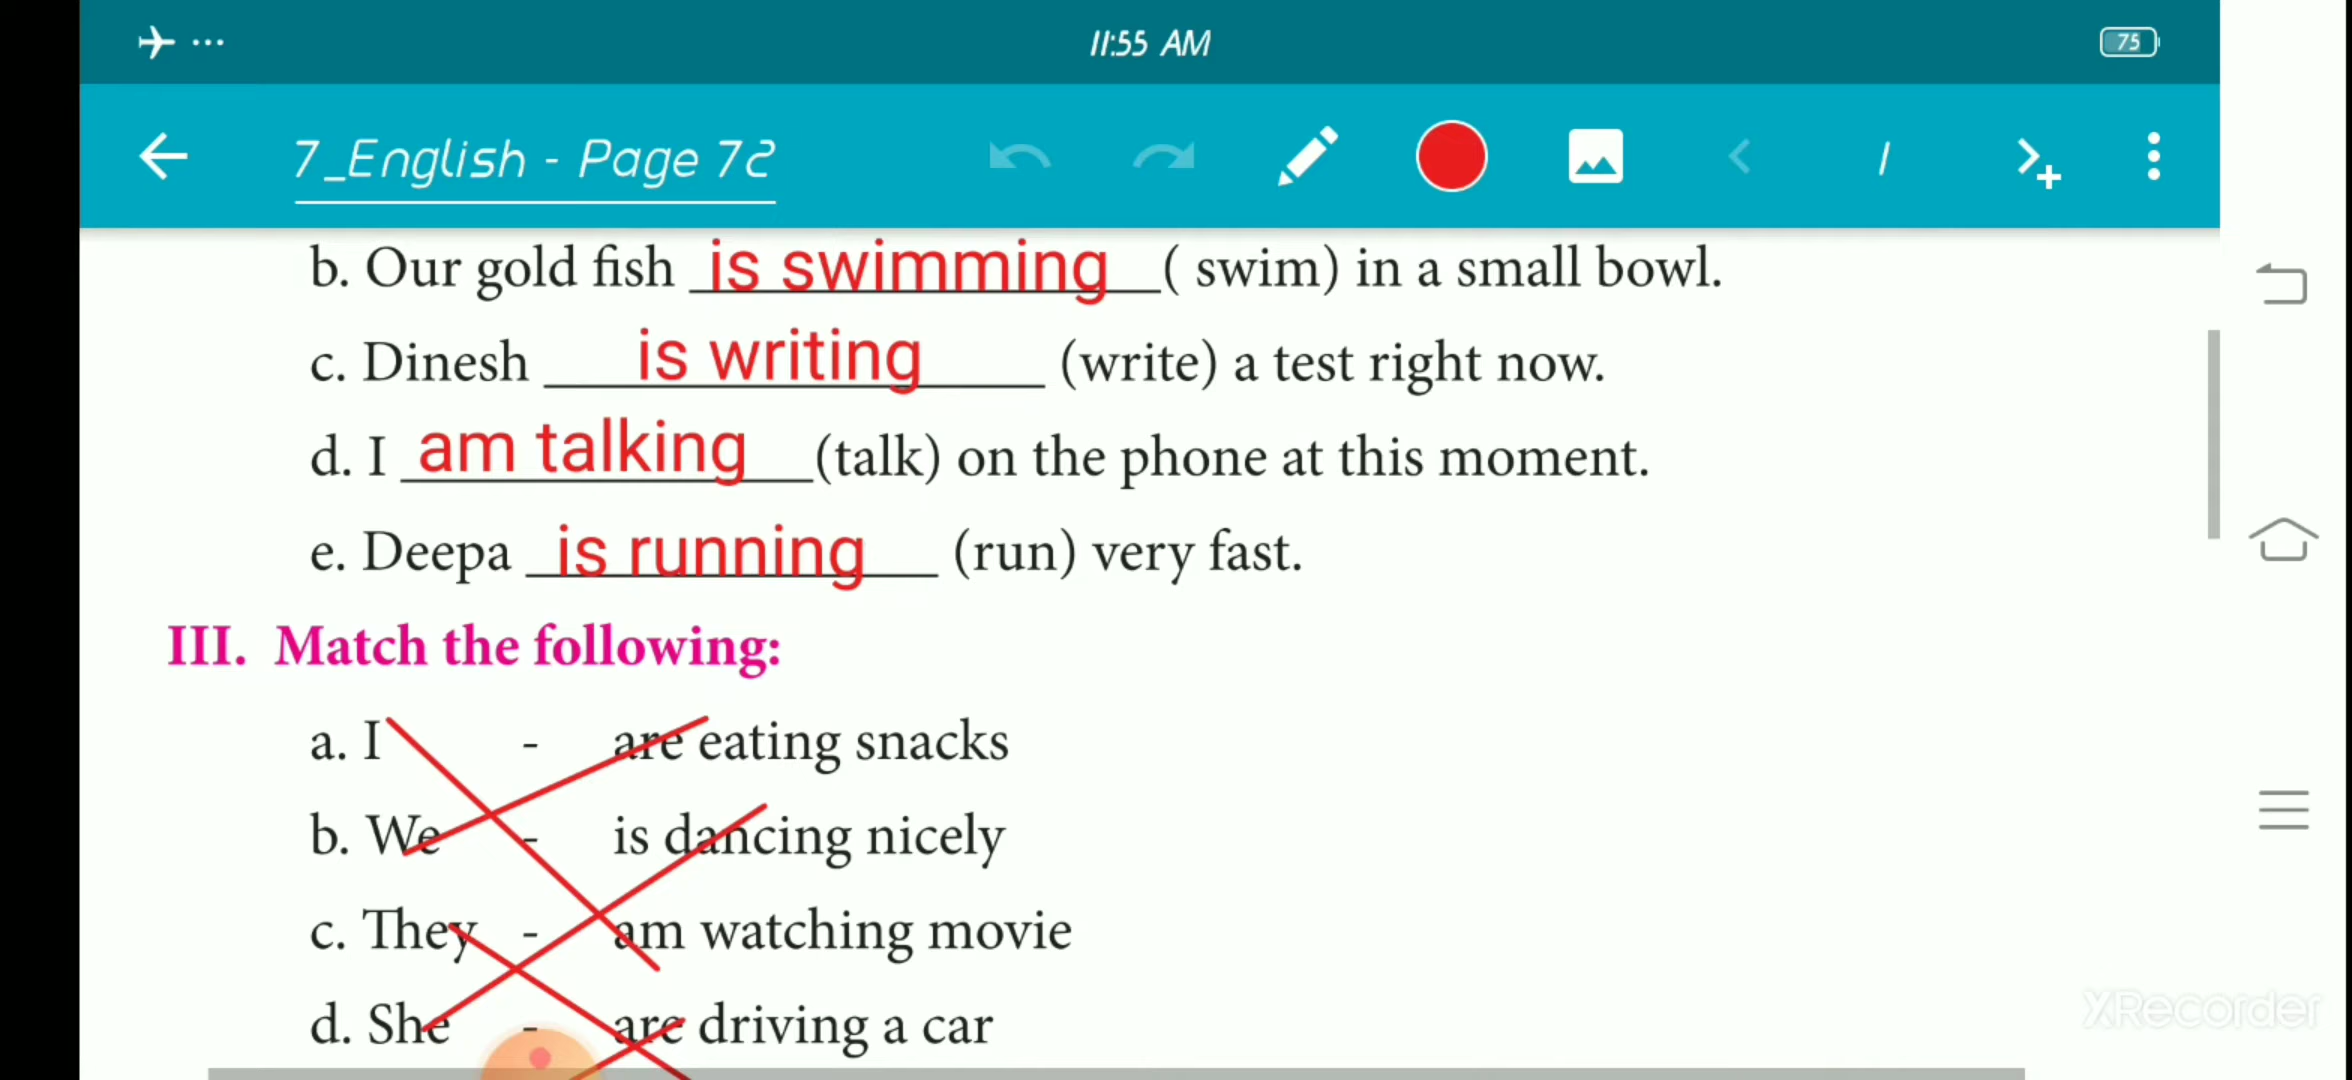 11:55 AM
75
7_English - Page 72
b. Our gold fish is swimming ( swim) in a small bowl.
c. Dinesh is writing (write) a test right now.
d. I am talking (talk) on the phone at this moment.
e. Deepa is running (run) very fast.
III. Match the following:
a. I - are eating snacks
b. We - is dancing nicely
c. They - am watching movie
d. She - are driving a car
XRecorder